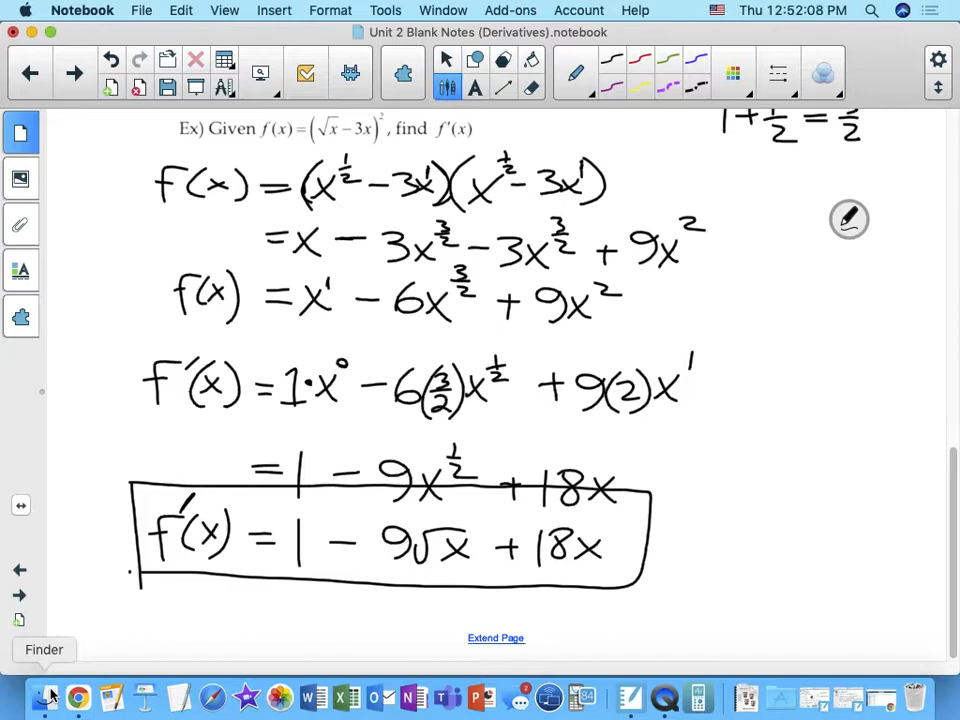 Notebook File Edit View Insert Format Tools Window Add-ons Account Help Thu 12:52:08 PM
Unit 2 Blank Notes (Derivatives).notebook
1 + 1/2 = 3/2
Ex) Given f(x) = (√x − 3x)², find f′(x)
f(x) = (x^(1/2) − 3x¹)(x^(1/2) − 3x¹)
= x − 3x^(3/2) − 3x^(3/2) + 9x²
f(x) = x¹ − 6x^(3/2) + 9x²
f′(x) = 1·x⁰ − 6(3/2)x^(1/2) + 9(2)x¹
= 1 − 9x^(1/2) + 18x
f′(x) = 1 − 9√x + 18x
Extend Page
Finder